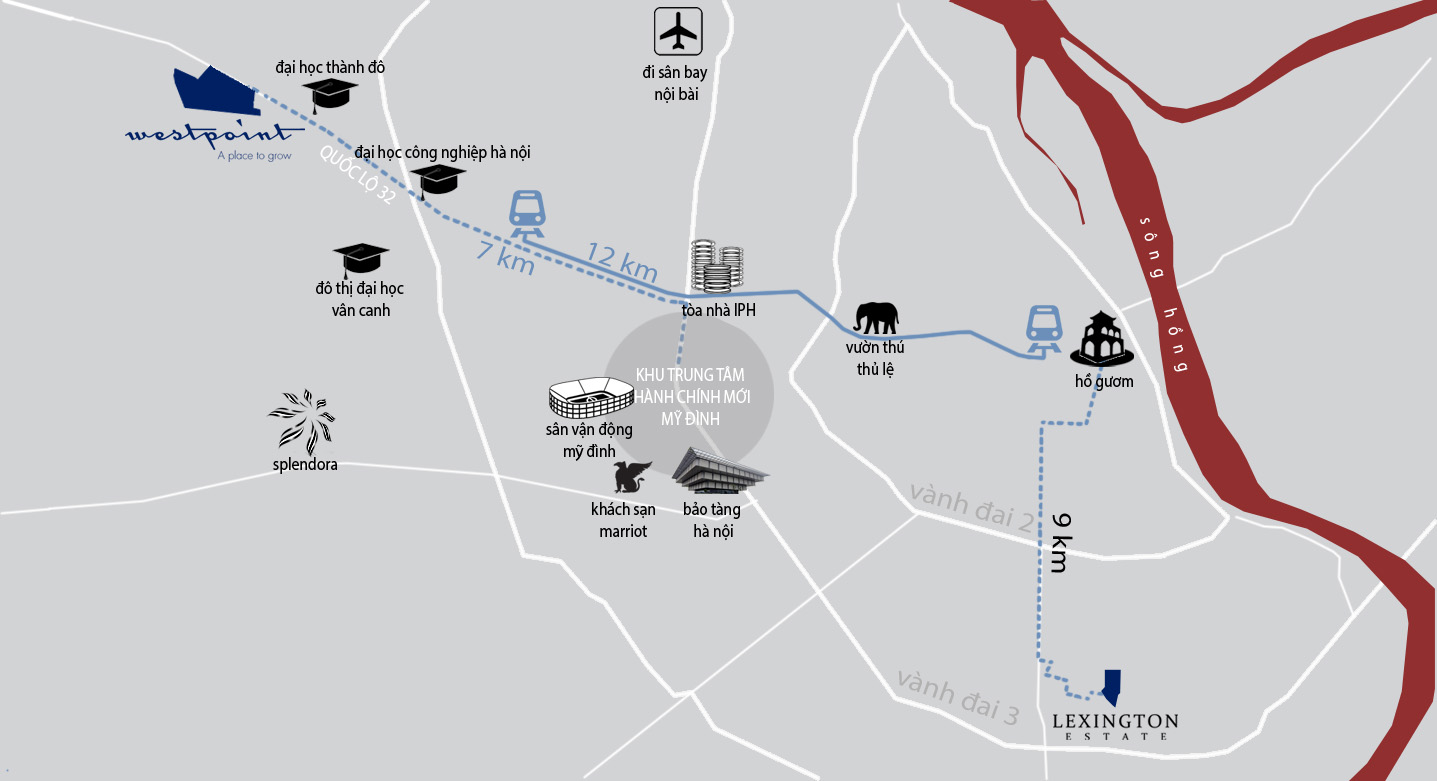 đi sân bay
nội bài
đại học thành đô
westpoint
A place to grow
QUỐC LỘ 32
đại học công nghiệp hà nội
7 km
12 km
đô thị đại học
vân canh
tòa nhà IPH
vườn thú
thủ lệ
hồ gươm
sông hồng
KHU TRUNG TÂM
HÀNH CHÍNH MỚI
MỸ ĐÌNH
sân vận động
mỹ đình
splendora
khách sạn
marriot
bảo tàng
hà nội
vành đai 2
9 km
vành đai 3
LEXINGTON
ESTATE